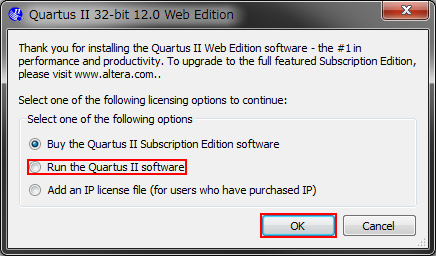 Quartus II 32-bit 12.0 Web Edition
Thank you for installing the Quartus II Web Edition software - the #1 in
performance and productivity. To upgrade to the full featured Subscription Edition,
please visit www.altera.com..
Select one of the following licensing options to continue:
Select one of the following options
Buy the Quartus II Subscription Edition software
Run the Quartus II software
Add an IP license file (for users who have purchased IP)
OK Cancel